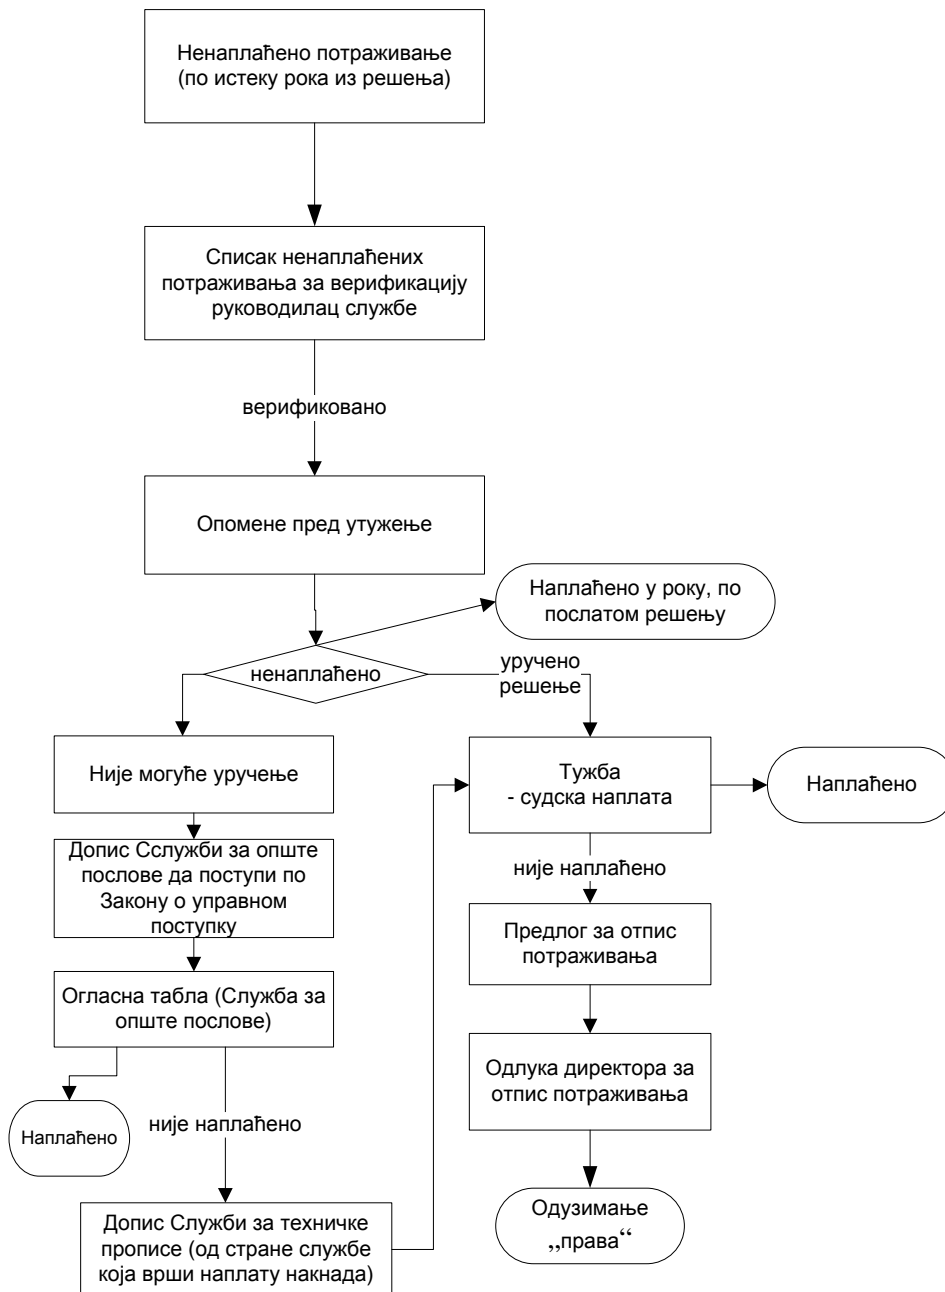 Ненаплаћено потраживање
(по истеку рока из решења)
Списак ненаплаћених
потраживања за верификацију
руководилац службе
верификовано
Опомене пред утужење
Наплаћено у року, по
послатом решењу
ненаплаћено
уручено
решење
Није могуће уручење
Тужба
- судска наплата
Наплаћено
Допис Сслужби за опште
послове да поступи по
Закону о управном
поступку
није наплаћено
Предлог за отпис
потраживања
Огласна табла (Служба за
опште послове)
Одлука директора за
отпис потраживања
Наплаћено
није наплаћено
Одузимање
„права“
Допис Служби за техничке
прописе (од стране службе
која врши наплату накнада)